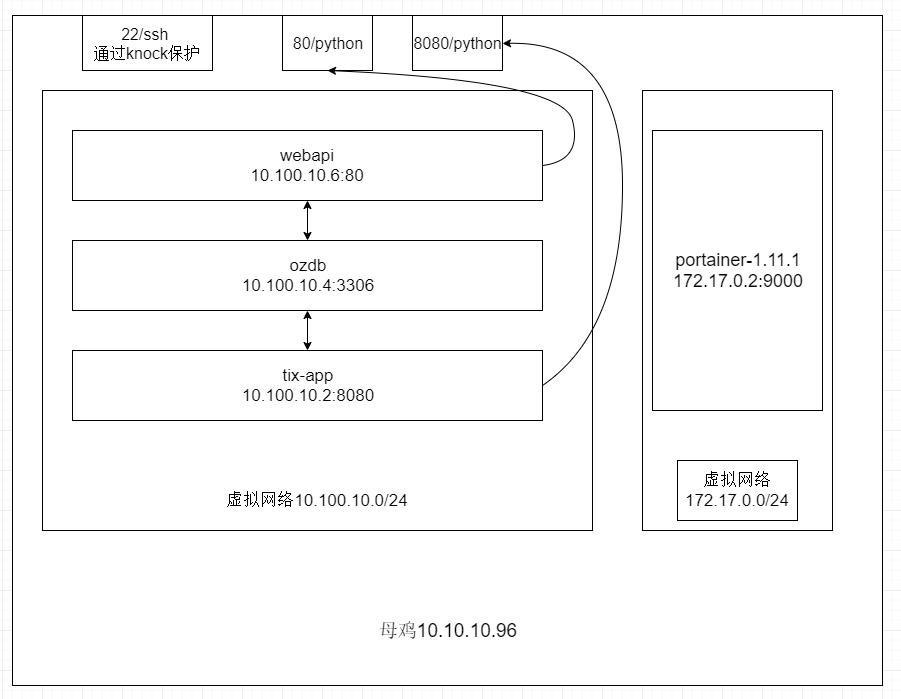 22/ssh
通过knock保护
80/python
8080/python
webapi
10.100.10.6:80
ozdb
10.100.10.4:3306
tix-app
10.100.10.2:8080
虚拟网络10.100.10.0/24
portainer-1.11.1
172.17.0.2:9000
虚拟网络
172.17.0.0/24
母鸡10.10.10.96